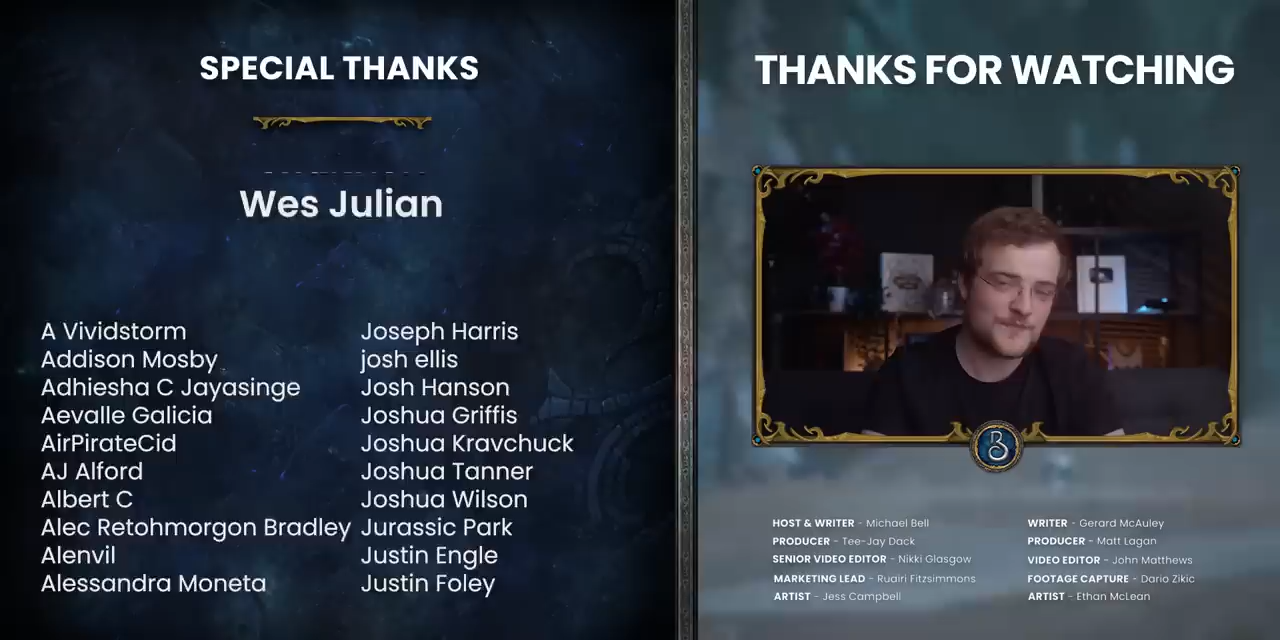 SPECIAL THANKS
Wes Julian
A Vividstorm
Addison Mosby
Adhiesha C Jayasinge
Aevalle Galicia
AirPirateCid
AJ Alford
Albert C
Alec Retohmorgon Bradley
Alenvil
Alessandra Moneta
Joseph Harris
josh ellis
Josh Hanson
Joshua Griffis
Joshua Kravchuck
Joshua Tanner
Joshua Wilson
Jurassic Park
Justin Engle
Justin Foley
THANKS FOR WATCHING
B
HOST & WRITER - Michael Bell
PRODUCER - Tee-Jay Dack
SENIOR VIDEO EDITOR - Nikki Glasgow
MARKETING LEAD - Ruairi Fitzsimmons
ARTIST - Jess Campbell
WRITER - Gerard McAuley
PRODUCER - Matt Lagan
VIDEO EDITOR - John Matthews
FOOTAGE CAPTURE - Dario Zikic
ARTIST - Ethan McLean